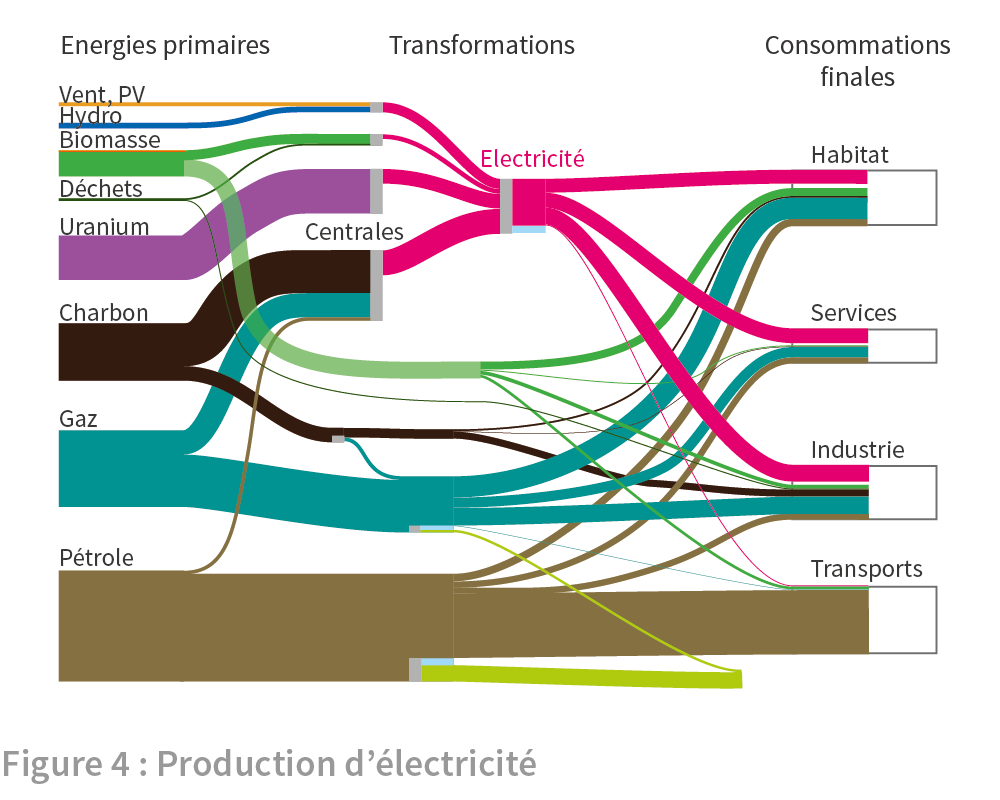 Energies primaires
Transformations
Consommations
finales
Vent, PV
Hydro
Biomasse
Déchets
Uranium
Charbon
Gaz
Pétrole
Centrales
Electricité
Habitat
Services
Industrie
Transports
Figure 4 : Production d’électricité